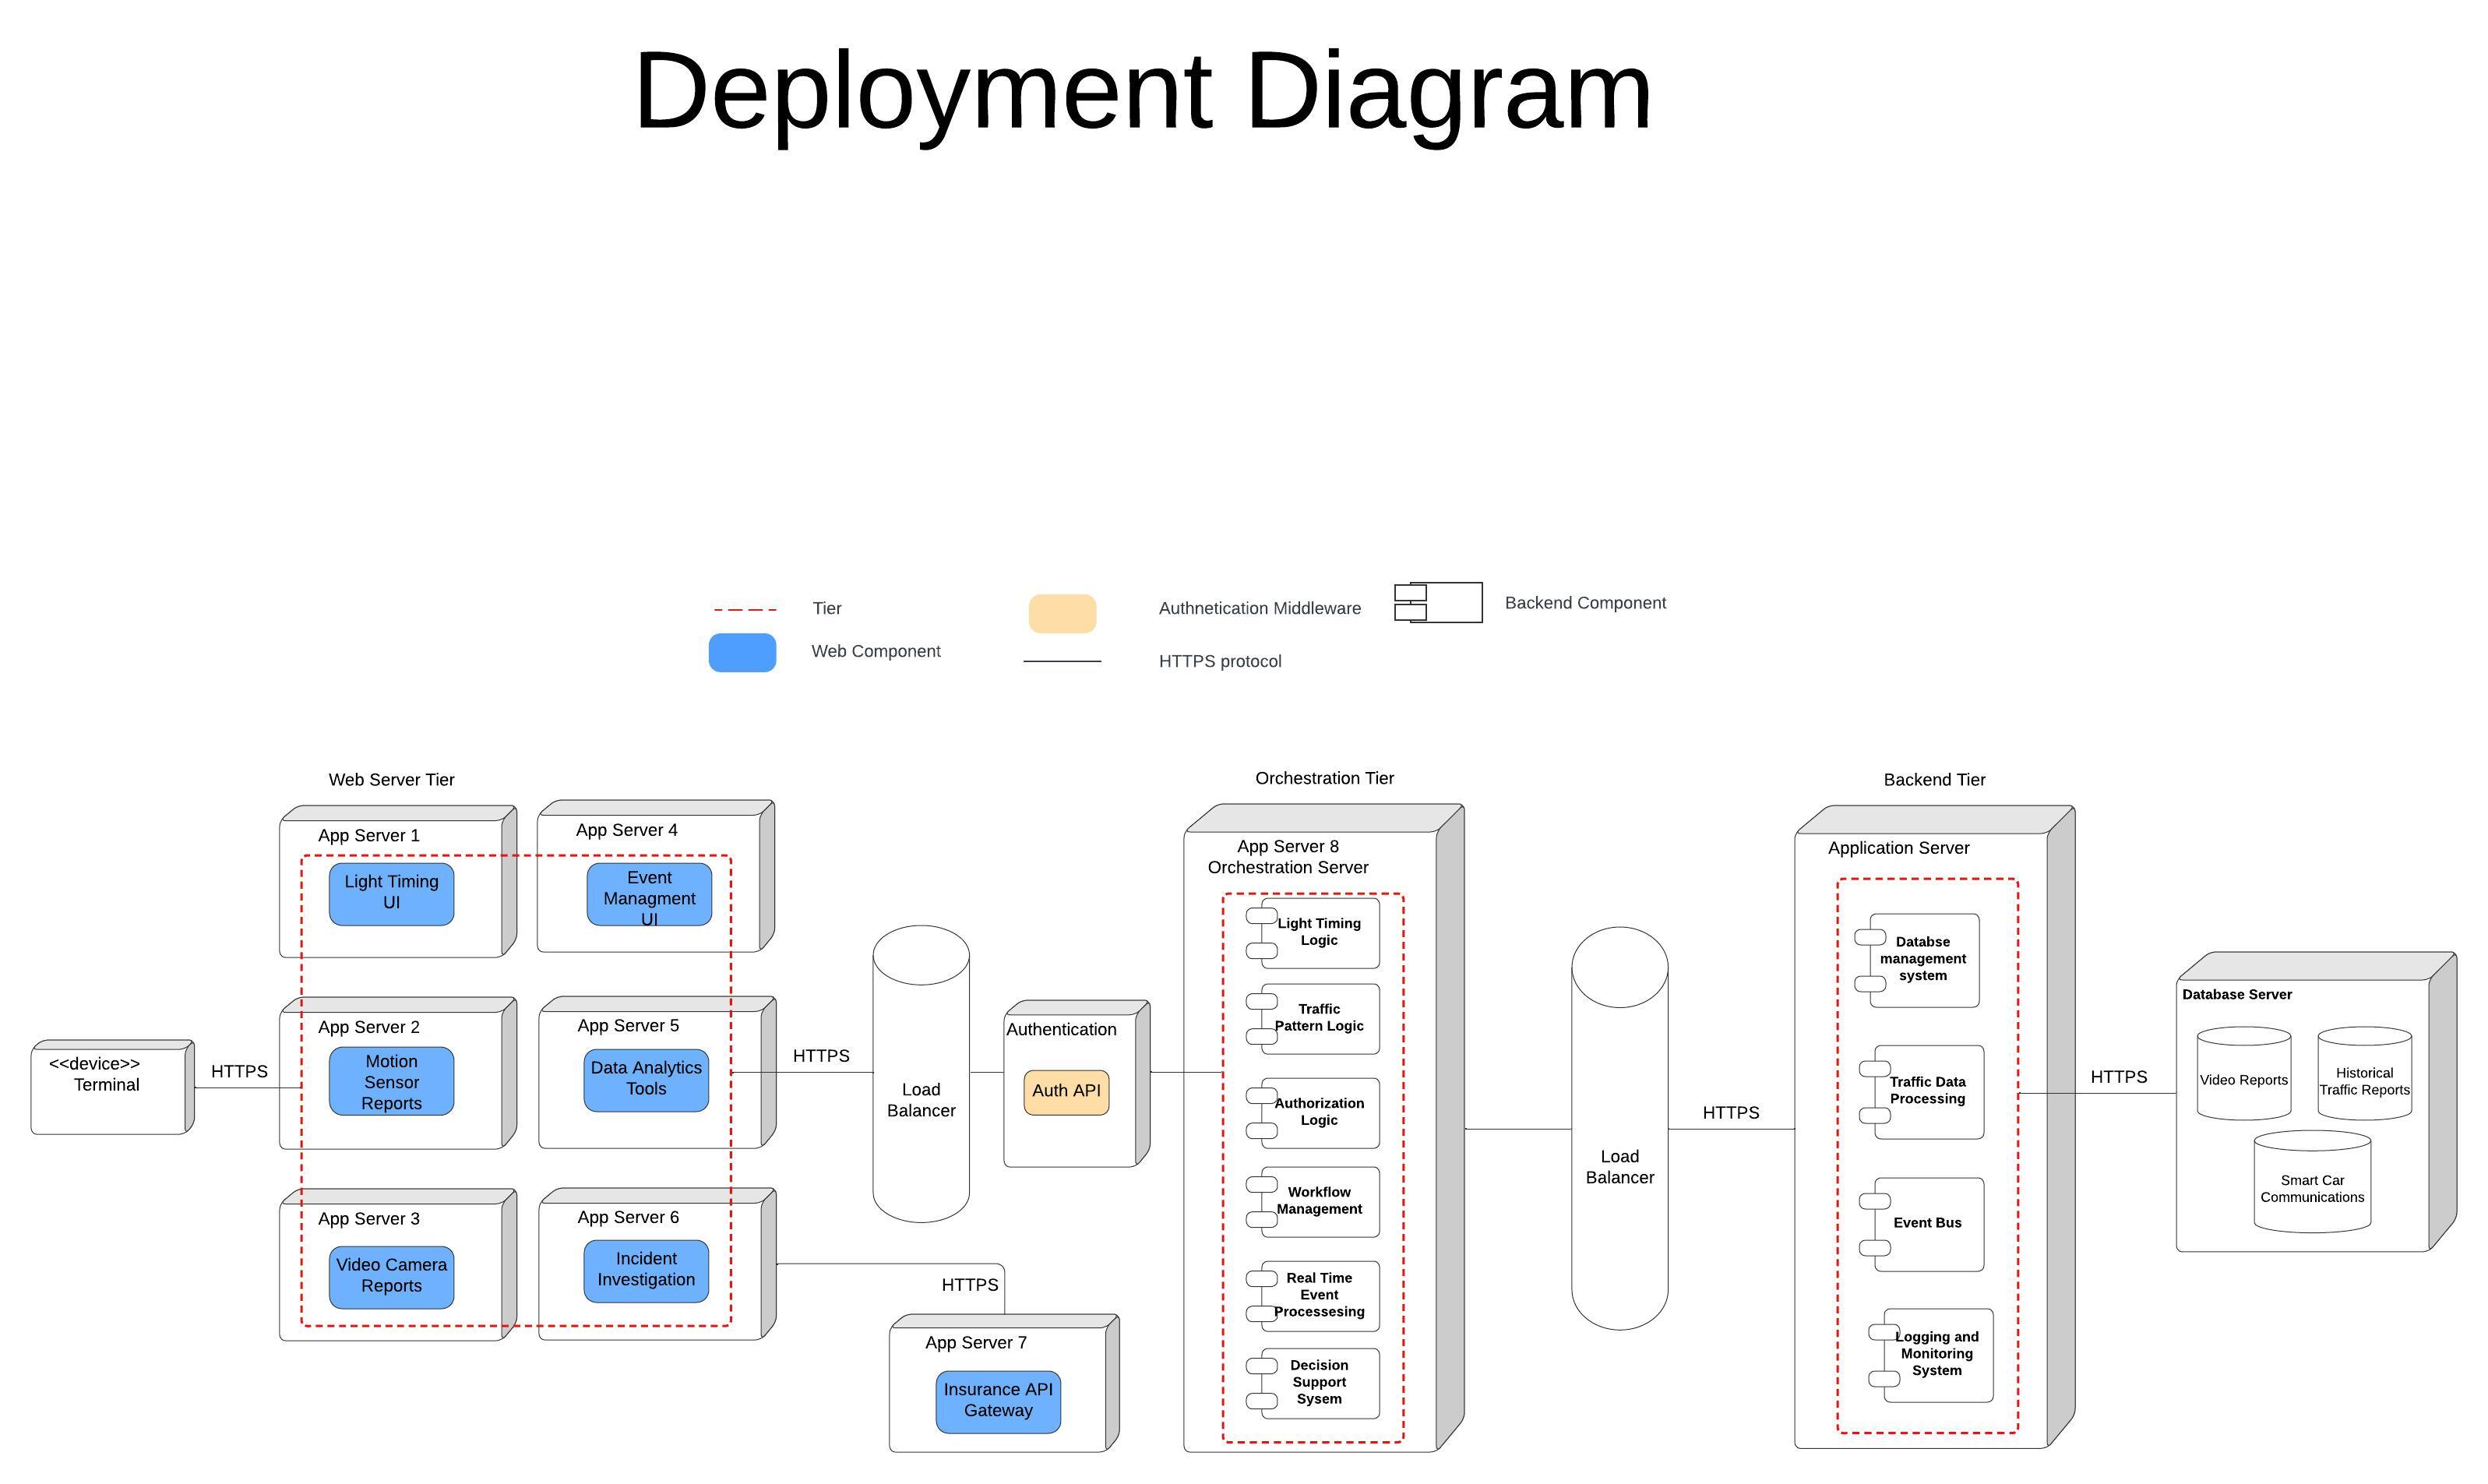 Deployment Diagram
Tier
Authnetication Middleware
Backend Component
Web Component
HTTPS protocol
Web Server Tier
Orchestration Tier
Backend Tier
<<device>>
Terminal
HTTPS
App Server 1
Light Timing
UI
App Server 2
Motion
Sensor
Reports
App Server 3
Video Camera
Reports
App Server 4
Event
Managment
UI
App Server 5
Data Analytics
Tools
App Server 6
Incident
Investigation
HTTPS
Load
Balancer
HTTPS
App Server 7
Insurance API
Gateway
Authentication
Auth API
App Server 8
Orchestration Server
Light Timing
Logic
Traffic
Pattern Logic
Authorization
Logic
Workflow
Management
Real Time
Event
Processesing
Decision
Support
Sysem
Load
Balancer
HTTPS
Application Server
Databse
management
system
Traffic Data
Processing
Event Bus
Logging and
Monitoring
System
HTTPS
Database Server
Video Reports
Historical
Traffic Reports
Smart Car
Communications